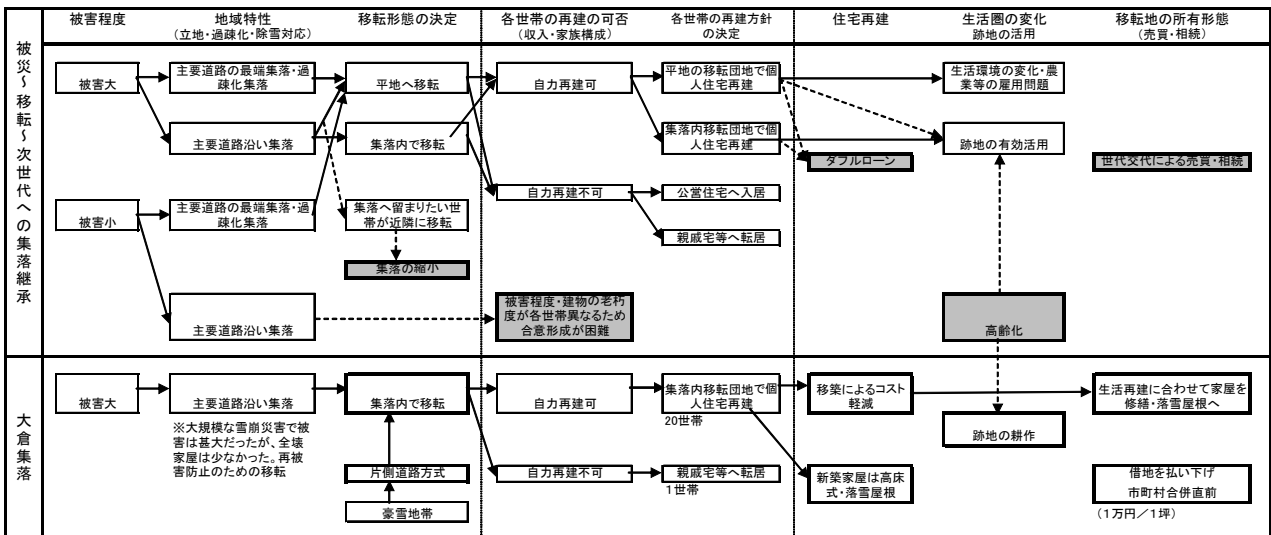 被害程度
地域特性
(立地・過疎化・除雪対応)
移転形態の決定
各世帯の再建の可否
(収入・家族構成)
各世帯の再建方針
の決定
住宅再建
生活圏の変化
跡地の活用
移転地の所有形態
(売買・相続)
被災~移転~次世代への集落継承
被害大
主要道路の最端集落・過
疎化集落
平地へ移転
自力再建可
平地の移転団地で個
人住宅再建
生活環境の変化・農
業等の雇用問題
主要道路沿い集落
集落内で移転
集落内移転団地で個
人住宅再建
ダブルローン
跡地の有効活用
世代交代による売買・相続
自力再建不可
公営住宅へ入居
被害小
主要道路の最端集落・過
疎化集落
集落へ留まりたい世
帯が近隣に移転
親戚宅等へ転居
集落の縮小
主要道路沿い集落
被害程度・建物の老朽
度が各世帯異なるため
合意形成が困難
高齢化
大倉集落
被害大
主要道路沿い集落
集落内で移転
自力再建可
集落内移転団地で個
人住宅再建
20世帯
移築によるコスト
軽減
生活再建に合わせて家屋を
修繕・落雪屋根へ
※大規模な雪崩災害で被
害は甚大だったが、全壊
家屋は少なかった。再被
害防止のための移転
跡地の耕作
片側道路方式
自力再建不可
親戚宅等へ転居
1世帯
新築家屋は高床
式・落雪屋根
借地を払い下げ
市町村合併直前
(1万円/1坪)
豪雪地帯